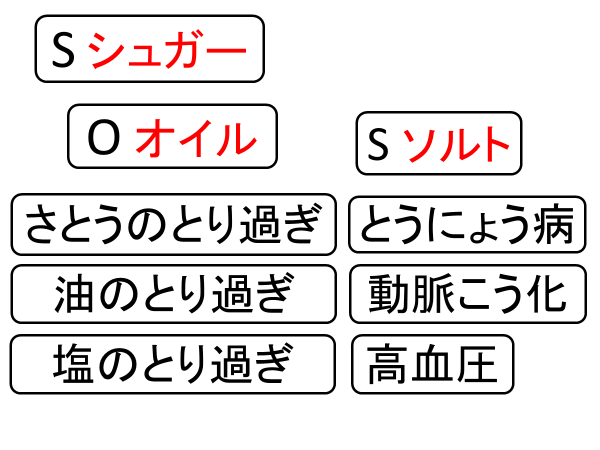 S シュガー
O オイル
S ソルト
さとうのとり過ぎ
とうにょう病
油のとり過ぎ
動脈こう化
塩のとり過ぎ
高血圧